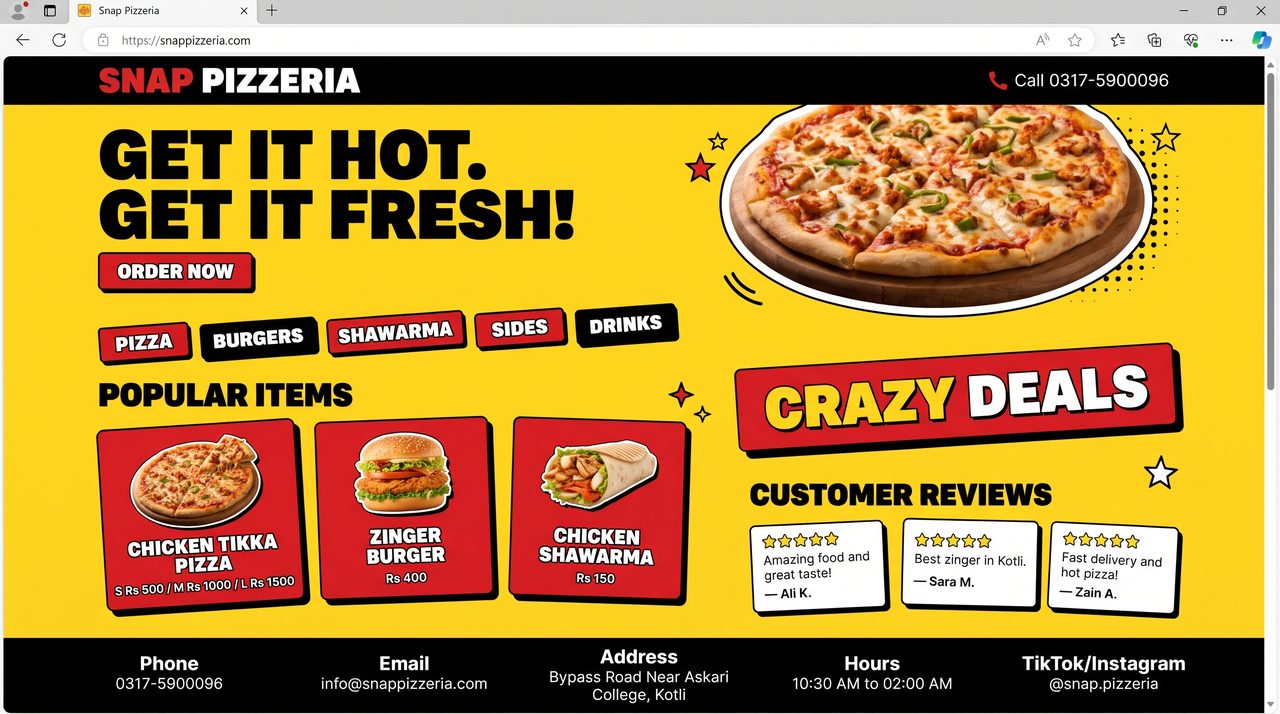 Snap Pizzeria
https://snappizzeria.com
SNAP PIZZERIA
Call 0317-5900096
GET IT HOT.
GET IT FRESH!
ORDER NOW
PIZZA
BURGERS
SHAWARMA
SIDES
DRINKS
POPULAR ITEMS
CHICKEN TIKKA
PIZZA
S Rs 500 / M Rs 1000 / L Rs 1500
ZINGER
BURGER
Rs 400
CHICKEN
SHAWARMA
Rs 150
CRAZY DEALS
CUSTOMER REVIEWS
Amazing food and
great taste!
— Ali K.
Best zinger in Kotli.
— Sara M.
Fast delivery and
hot pizza!
— Zain A.
Phone
0317-5900096
Email
info@snappizzeria.com
Address
Bypass Road Near Askari
College, Kotli
Hours
10:30 AM to 02:00 AM
TikTok/Instagram
@snap.pizzeria